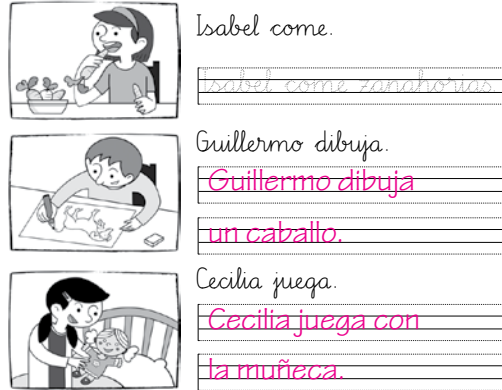 Isabel come.
Isabel come zanahorias.
Guillermo dibuja.
Guillermo dibuja
un caballo.
Cecilia juega.
Cecilia juega con
la muñeca.